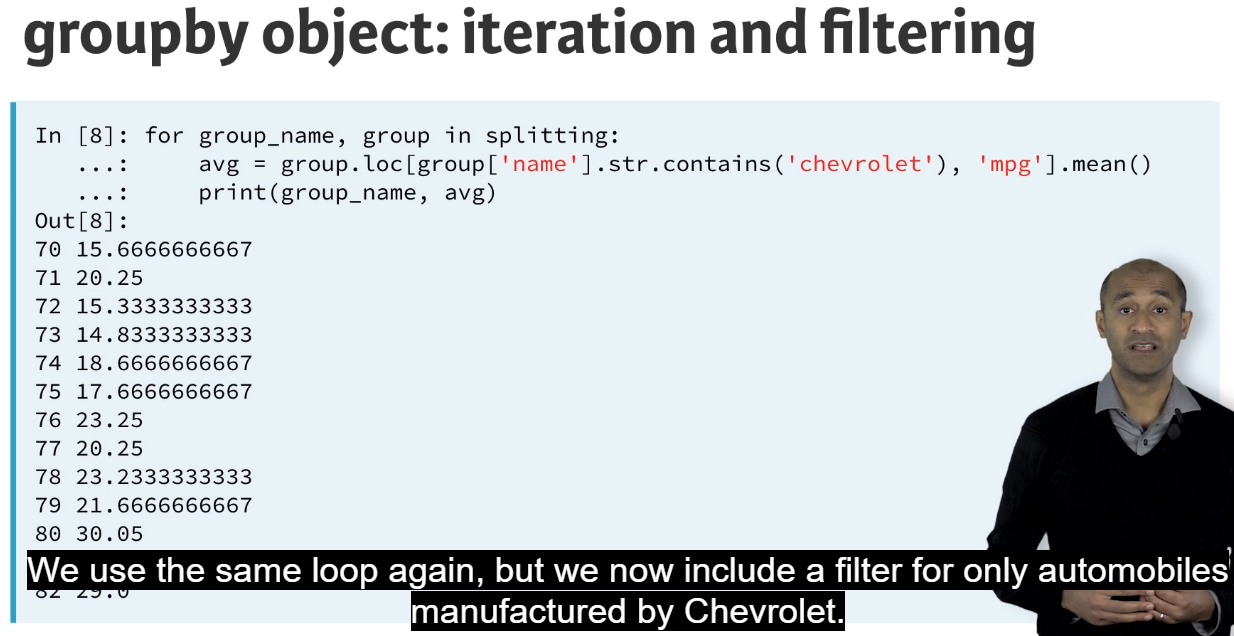 groupby object: iteration and filtering
In [8]: for group_name, group in splitting:
...: avg = group.loc[group['name'].str.contains('chevrolet'), 'mpg'].mean()
...: print(group_name, avg)
Out[8]:
70 15.6666666667
71 20.25
72 15.3333333333
73 14.8333333333
74 18.6666666667
75 17.6666666667
76 23.25
77 20.25
78 23.2333333333
79 21.6666666667
80 30.05
We use the same loop again, but we now include a filter for only automobiles
82 29.0
manufactured by Chevrolet.